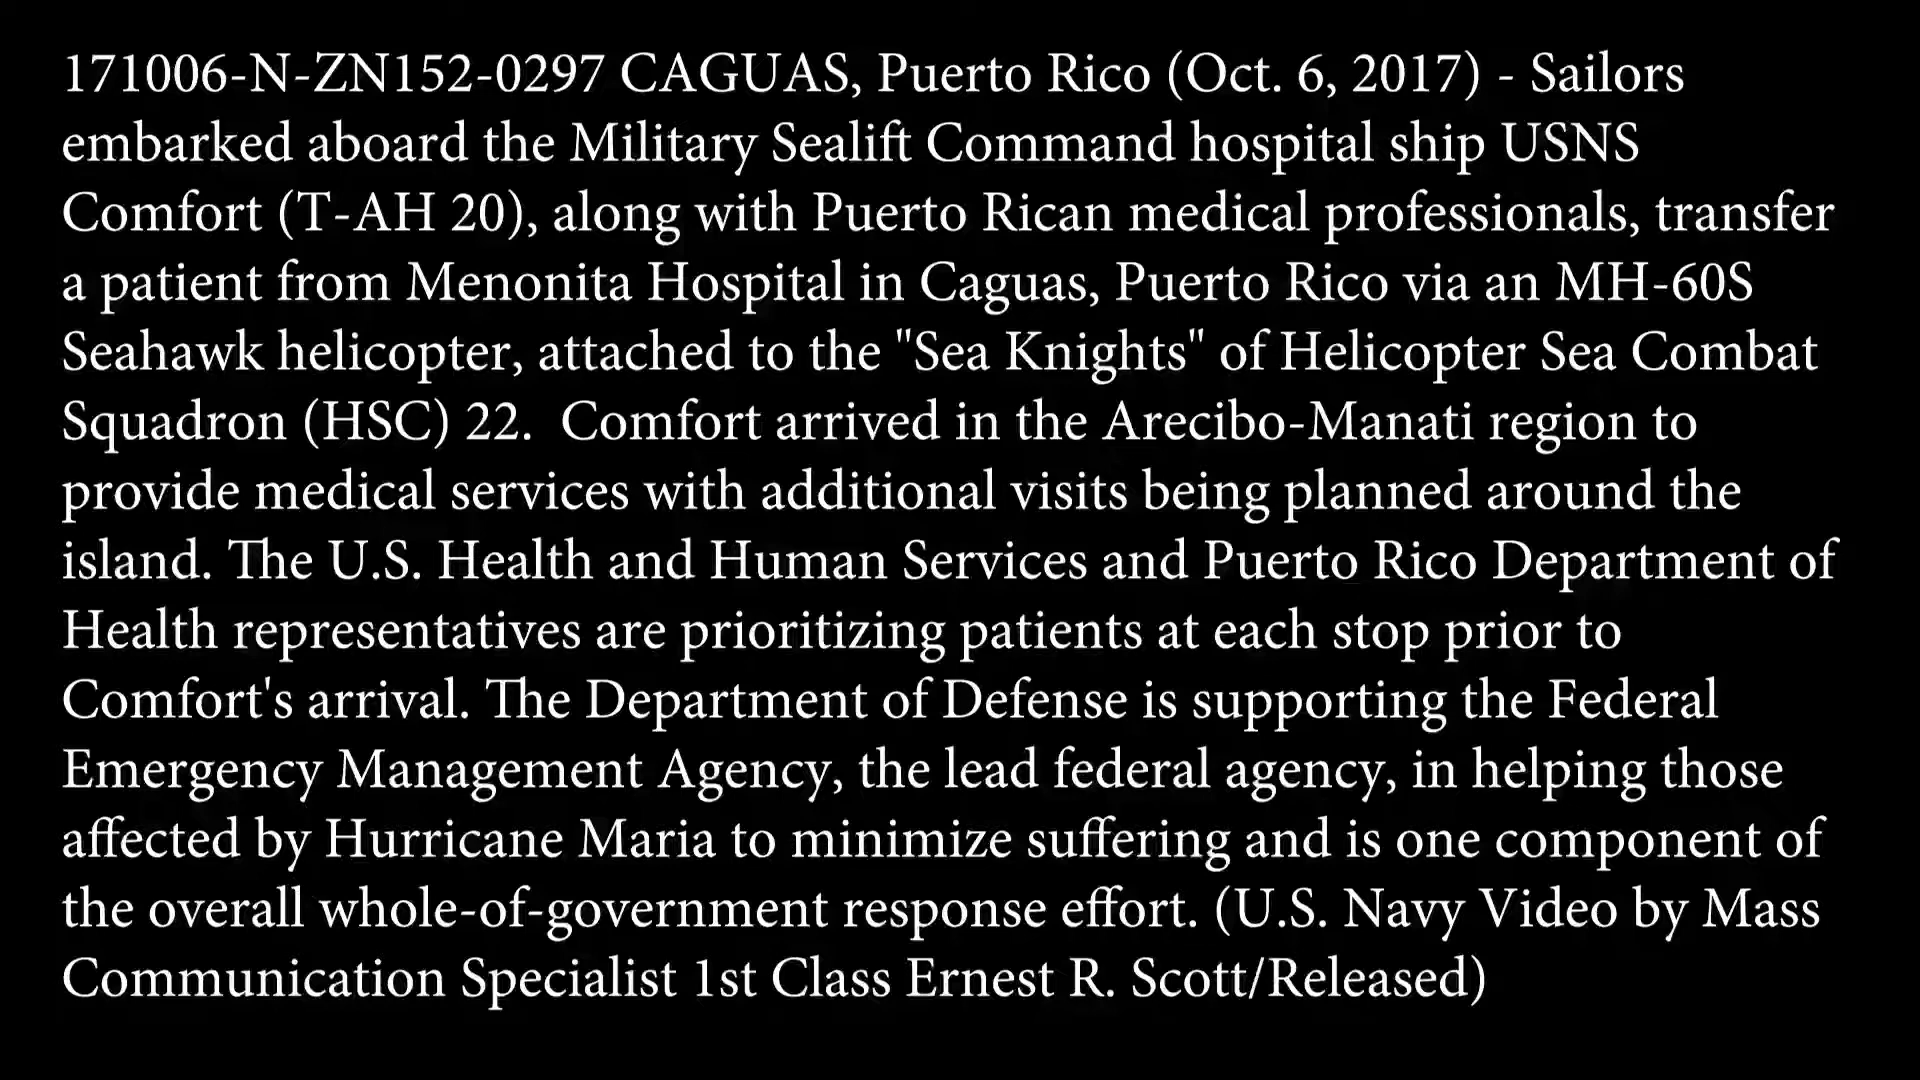 171006-N-ZN152-0297 CAGUAS, Puerto Rico (Oct. 6, 2017) - Sailors
embarked aboard the Military Sealift Command hospital ship USNS
Comfort (T-AH 20), along with Puerto Rican medical professionals, transfer
a patient from Menonita Hospital in Caguas, Puerto Rico via an MH-60S
Seahawk helicopter, attached to the "Sea Knights" of Helicopter Sea Combat
Squadron (HSC) 22.  Comfort arrived in the Arecibo-Manati region to
provide medical services with additional visits being planned around the
island. The U.S. Health and Human Services and Puerto Rico Department of
Health representatives are prioritizing patients at each stop prior to
Comfort's arrival. The Department of Defense is supporting the Federal
Emergency Management Agency, the lead federal agency, in helping those
affected by Hurricane Maria to minimize suffering and is one component of
the overall whole-of-government response effort. (U.S. Navy Video by Mass
Communication Specialist 1st Class Ernest R. Scott/Released)